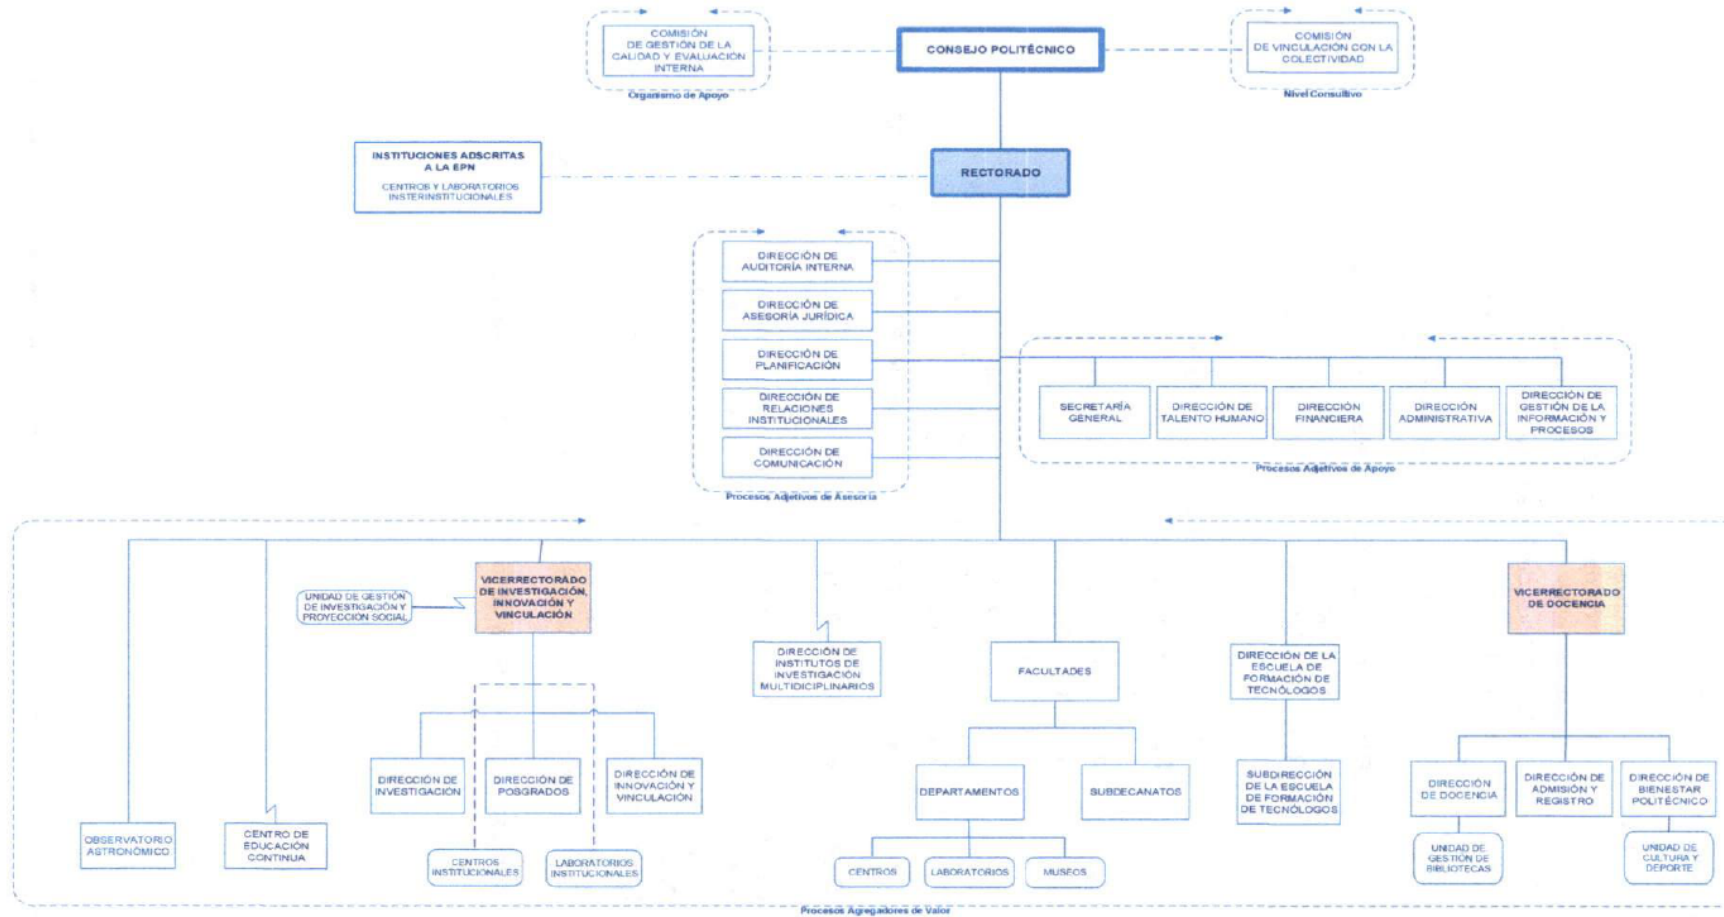 COMISIÓN
DE GESTIÓN DE LA
CALIDAD Y EVALUACIÓN
INTERNA
Organismo de Apoyo
CONSEJO POLITÉCNICO
COMISIÓN
DE VINCULACIÓN CON LA
COLECTIVIDAD
Nivel Consultivo
INSTITUCIONES ADSCRITAS
A LA EPN
CENTROS Y LABORATORIOS
INSTERINSTITUCIONALES
RECTORADO
DIRECCIÓN DE
AUDITORÍA INTERNA
DIRECCIÓN DE
ASESORÍA JURÍDICA
DIRECCIÓN DE
PLANIFICACIÓN
DIRECCIÓN DE
RELACIONES
INSTITUCIONALES
DIRECCIÓN DE
COMUNICACIÓN
Procesos Adjetivos de Asesoría
SECRETARÍA
GENERAL
DIRECCIÓN DE
TALENTO HUMANO
DIRECCIÓN
FINANCIERA
DIRECCIÓN
ADMINISTRATIVA
DIRECCIÓN DE
GESTIÓN DE LA
INFORMACIÓN Y
PROCESOS
Procesos Adjetivos de Apoyo
UNIDAD DE GESTIÓN
DE INVESTIGACIÓN Y
PROYECCIÓN SOCIAL
VICERRECTORADO
DE INVESTIGACIÓN,
INNOVACIÓN Y
VINCULACIÓN
VICERRECTORADO
DE DOCENCIA
DIRECCIÓN DE
INSTITUTOS DE
INVESTIGACIÓN
MULTIDICIPLINARIOS
FACULTADES
DIRECCIÓN DE LA
ESCUELA DE
FORMACIÓN DE
TECNÓLOGOS
OBSERVATORIO
ASTRONÓMICO
CENTRO DE
EDUCACIÓN
CONTINUA
DIRECCIÓN DE
INVESTIGACIÓN
DIRECCIÓN DE
POSGRADOS
DIRECCIÓN DE
INNOVACIÓN Y
VINCULACIÓN
DEPARTAMENTOS
SUBDECANATOS
SUBDIRECCIÓN
DE LA ESCUELA
DE FORMACIÓN
DE TECNÓLOGOS
DIRECCIÓN
DE DOCENCIA
DIRECCIÓN DE
ADMISIÓN Y
REGISTRO
DIRECCIÓN DE
BIENESTAR
POLITÉCNICO
CENTROS
INSTITUCIONALES
LABORATORIOS
INSTITUCIONALES
CENTROS
LABORATORIOS
MUSEOS
UNIDAD DE
GESTIÓN DE
BIBLIOTECAS
UNIDAD DE
CULTURA Y
DEPORTE
Procesos Agregadores de Valor